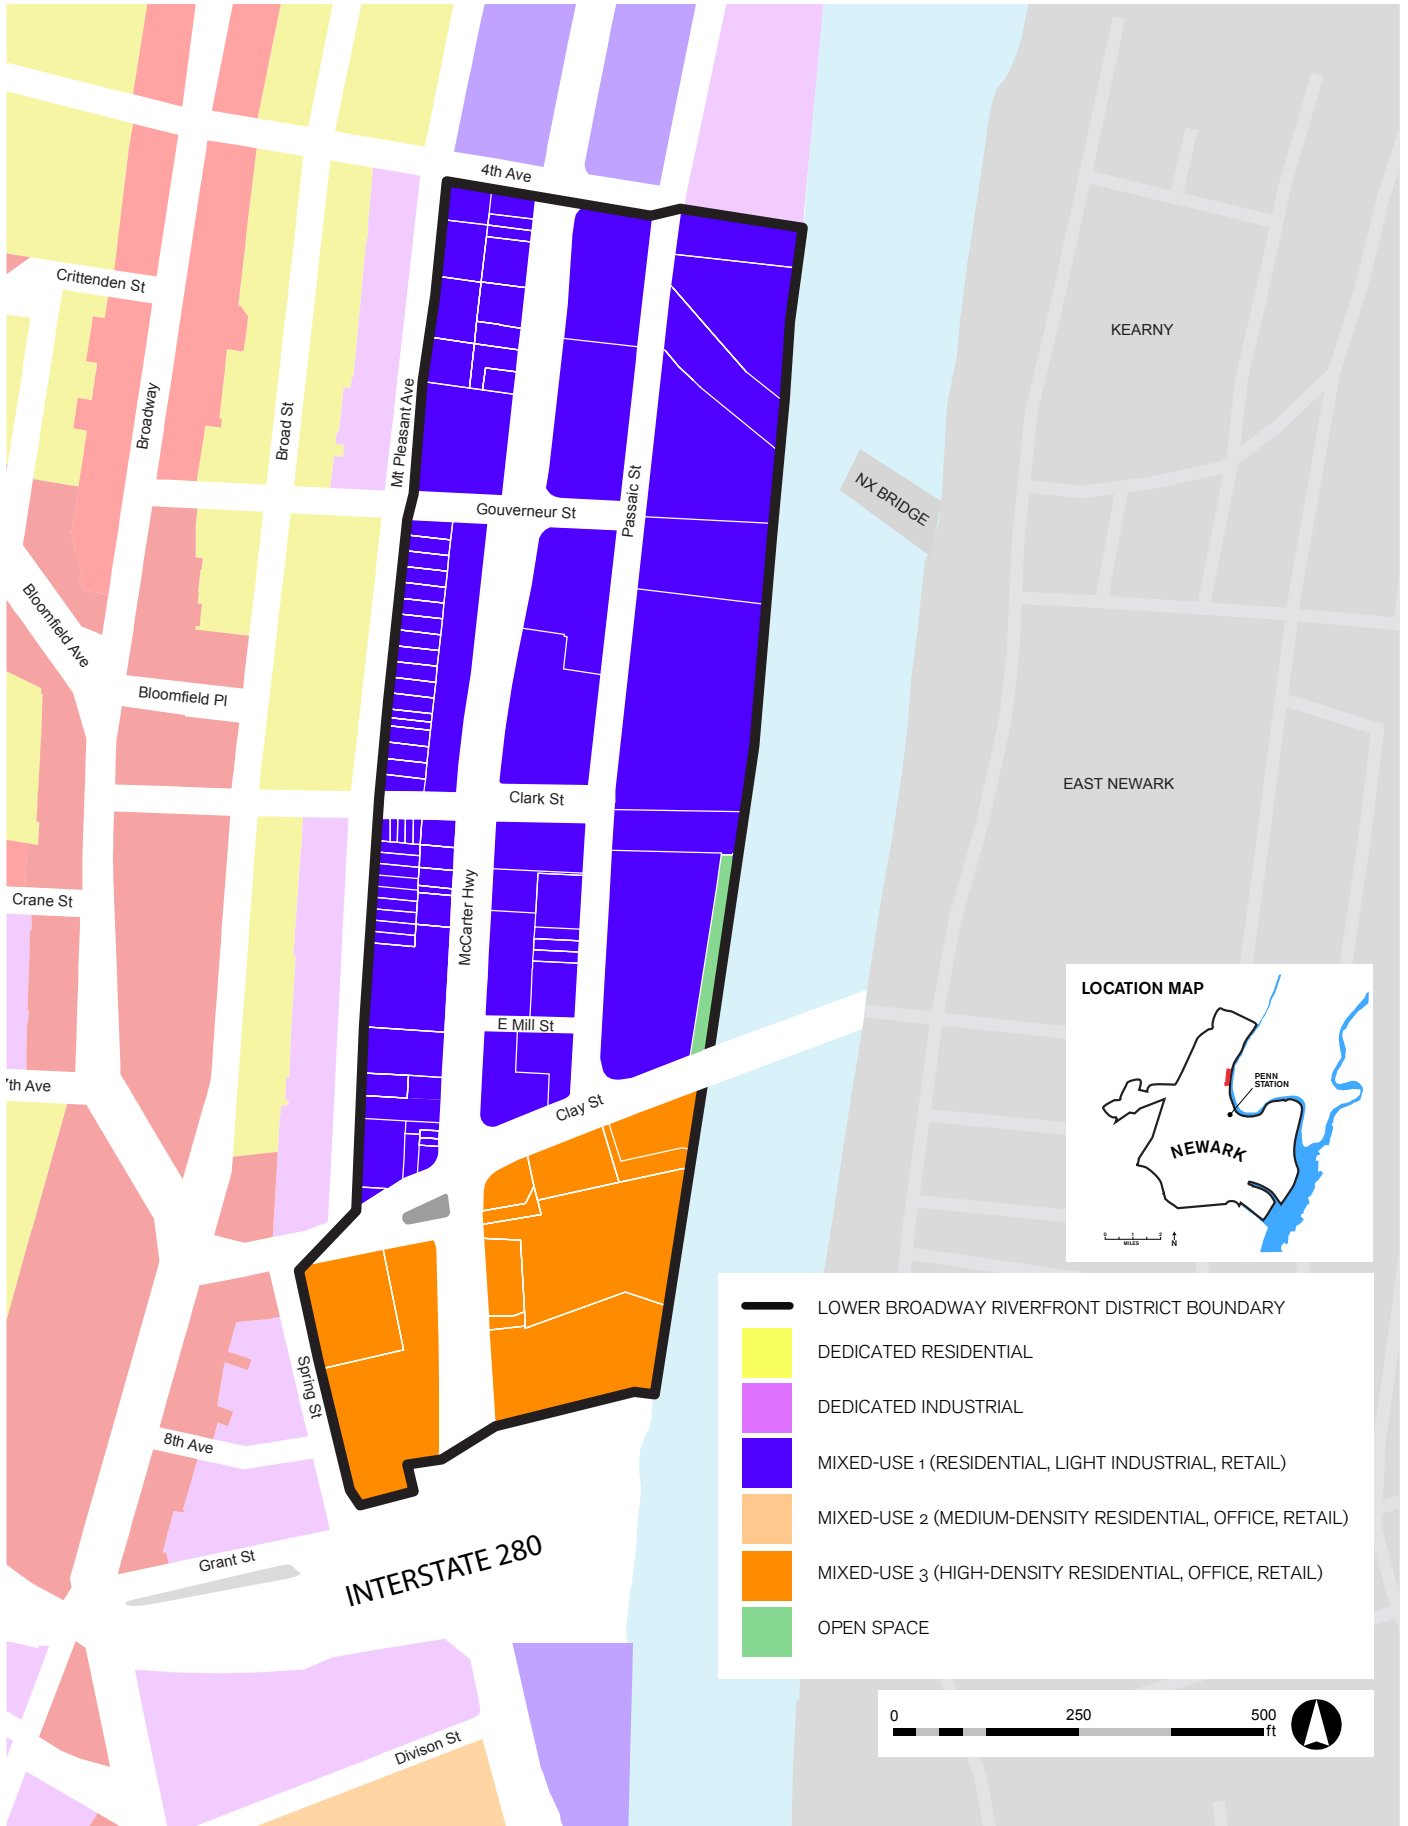 4th Ave
Crittenden St
KEARNY
Broadway
Broad St
Mt Pleasant Ave
Passaic St
NX BRIDGE
Gouverneur St
Bloomfield Ave
Bloomfield Pl
EAST NEWARK
Clark St
Crane St
McCarter Hwy
LOCATION MAP
E Mill St
PENN
STATION
7th Ave
Clay St
NEWARK
MILES
N
LOWER BROADWAY RIVERFRONT DISTRICT BOUNDARY
DEDICATED RESIDENTIAL
Spring St
DEDICATED INDUSTRIAL
8th Ave
MIXED-USE 1 (RESIDENTIAL, LIGHT INDUSTRIAL, RETAIL)
MIXED-USE 2 (MEDIUM-DENSITY RESIDENTIAL, OFFICE, RETAIL)
Grant St
INTERSTATE 280
MIXED-USE 3 (HIGH-DENSITY RESIDENTIAL, OFFICE, RETAIL)
OPEN SPACE
0 250 500
ft
Divison St